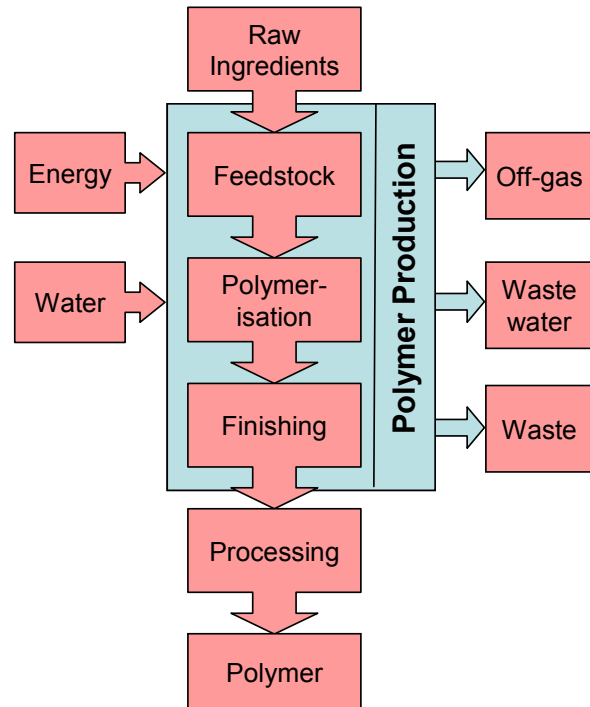 Raw
Ingredients
Energy
Feedstock
Off-gas
Water
Polymer-
isation
Waste
water
Polymer Production
Finishing
Waste
Processing
Polymer